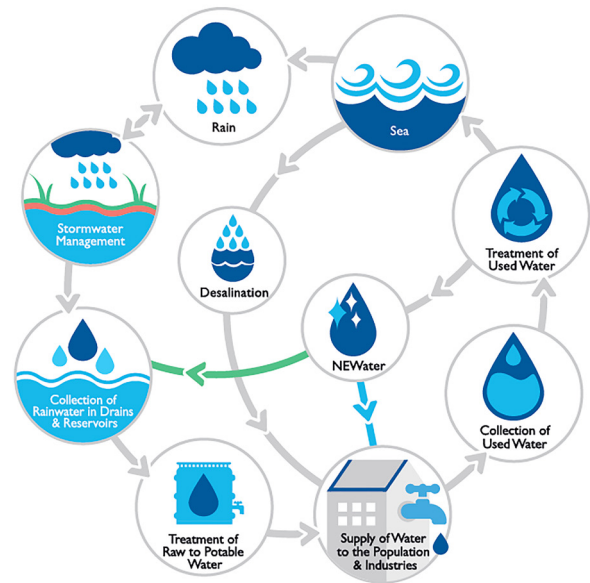 Rain
Sea
Stormwater
Management
Treatment of
Used Water
Desalination
NEWater
Collection of
Rainwater in Drains
& Reservoirs
Collection of
Used Water
Treatment of
Raw to Potable
Water
Supply of Water
to the Population
& Industries